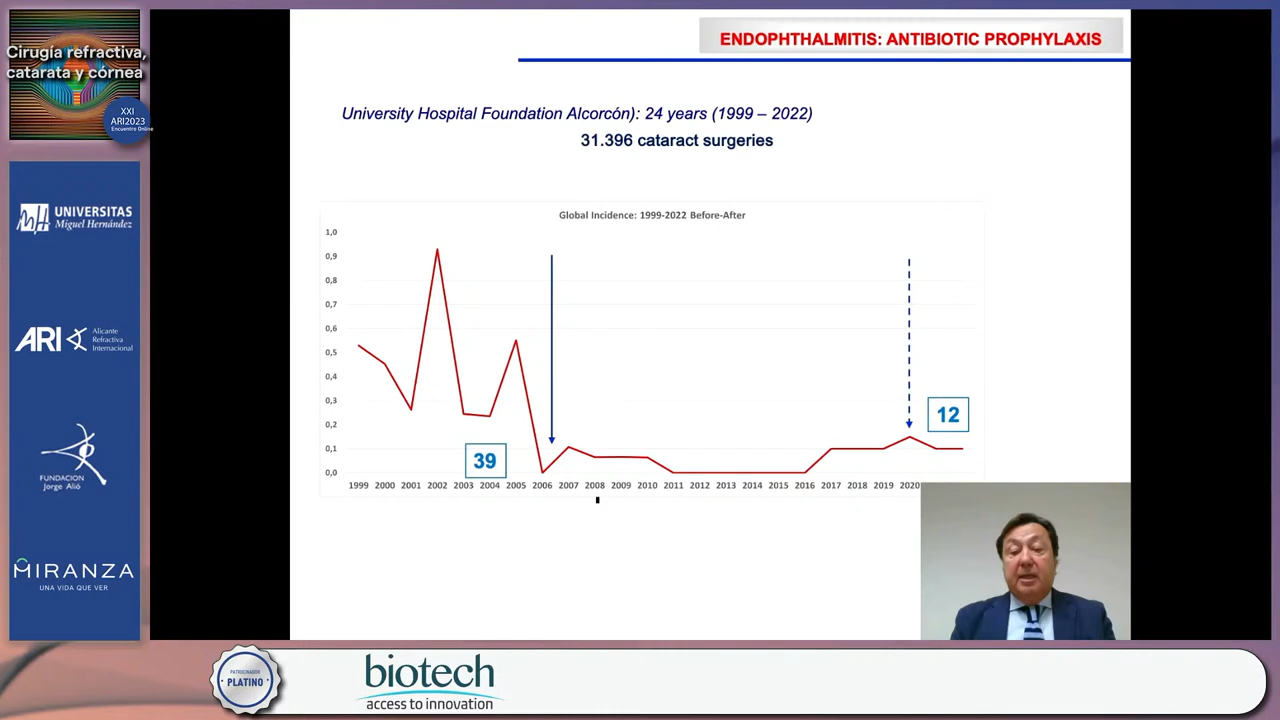 Cirugía refractiva,
catarata y córnea
XXI
ARI2023
Encuentro Online
UNIVERSITAS
Miguel Hernández
ARI
Alicante
Refractiva
Internacional
FUNDACION
Jorge Alió
MIRANZA
UNA VIDA QUE VER
ENDOPHTHALMITIS: ANTIBIOTIC PROPHYLAXIS
University Hospital Foundation Alcorcón): 24 years (1999 – 2022)
31.396 cataract surgeries
Global Incidence: 1999-2022 Before-After
1,0
0,9
0,8
0,7
0,6
0,5
0,4
0,3
0,2
0,1
0,0
39
12
1999 2000 2001 2002 2003 2004 2005 2006 2007 2008 2009 2010 2011 2012 2013 2014 2015 2016 2017 2018 2019 2020
PATROCINADOR
PLATINO
biotech
access to innovation